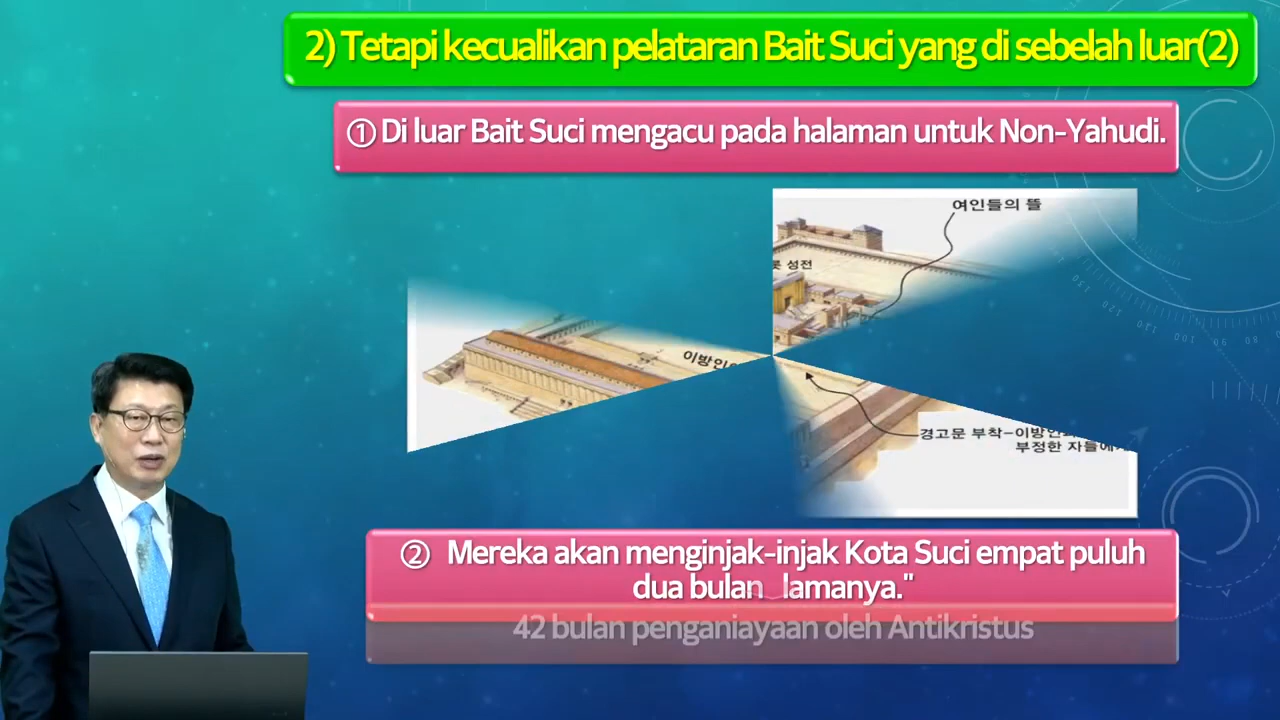 2) Tetapi kecualikan pelataran Bait Suci yang di sebelah luar(2)
① Di luar Bait Suci mengacu pada halaman untuk Non-Yahudi.
여인들의 뜰
성전
경고문 부착-이방인
부정한 자들에게
② Mereka akan menginjak-injak Kota Suci empat puluh
dua bulan lamanya."
42 bulan penganiayaan oleh Antikristus